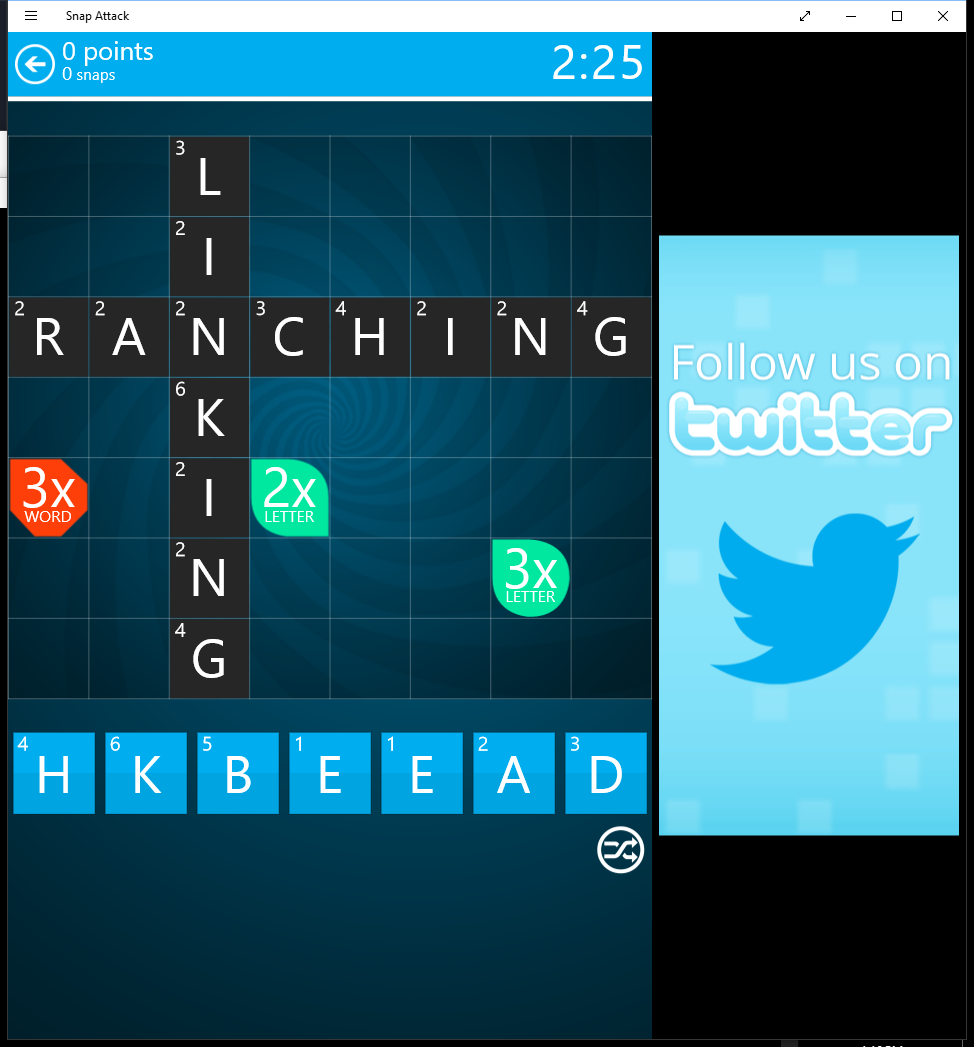 Snap Attack
0 points
0 snaps
2:25
3 L
2 I
2 R 2 A 2 N 3 C 4 H 2 I 2 N 4 G
6 K
3x WORD 2 I 2x LETTER
2 N 3x LETTER
4 G
4 H 6 K 5 B 1 E 1 E 2 A 3 D
Follow us on
twitter